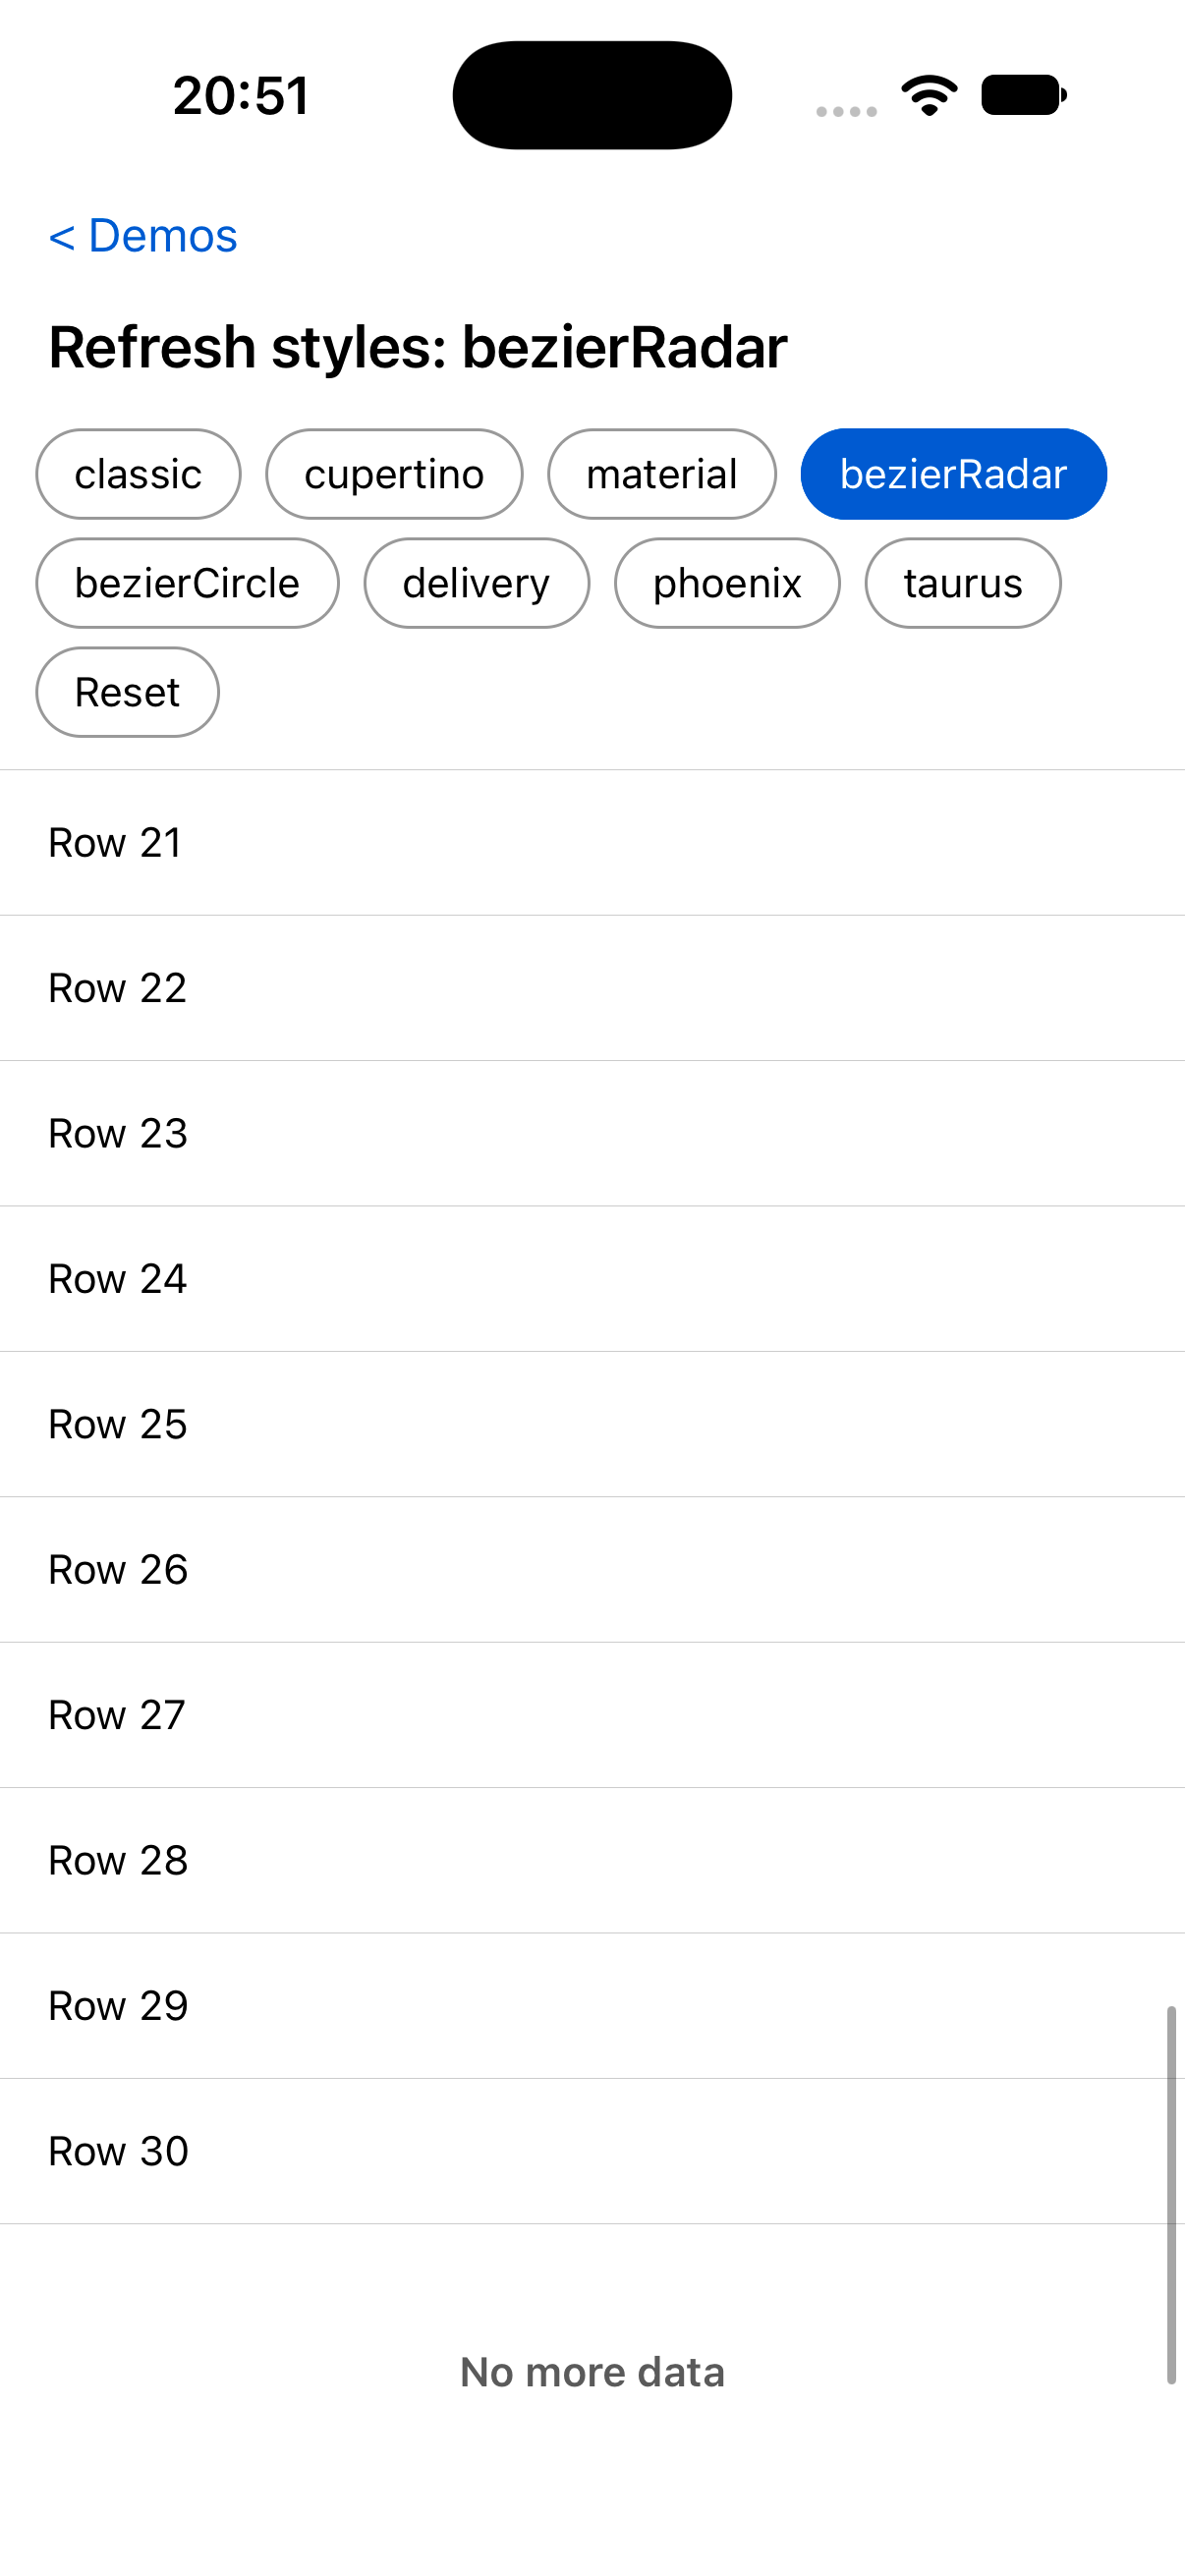 20:51
< Demos
Refresh styles: bezierRadar
classic cupertino material bezierRadar
bezierCircle delivery phoenix taurus
Reset
Row 21
Row 22
Row 23
Row 24
Row 25
Row 26
Row 27
Row 28
Row 29
Row 30
No more data